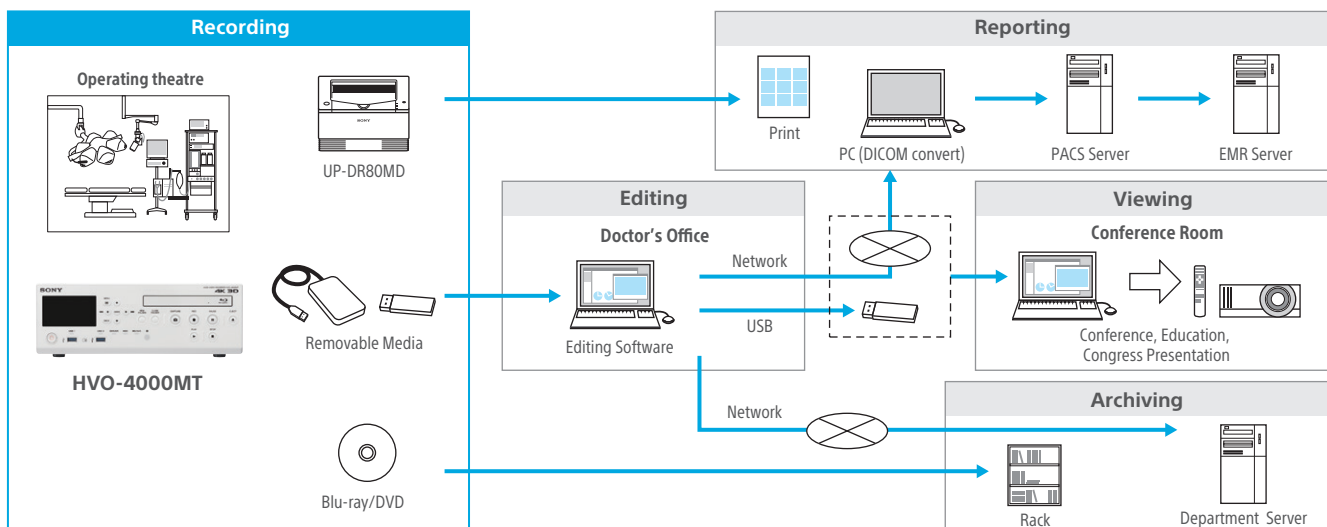 Recording
Operating theatre
SONY
UP-DR80MD
SONY
4K 3D
HVO-4000MT
Removable Media
Blu-ray/DVD
Editing
Doctor's Office
Editing Software
Network
USB
Network
Reporting
Print
PC (DICOM convert)
PACS Server
EMR Server
Viewing
Conference Room
Conference, Education,
Congress Presentation
Archiving
Rack
Department Server